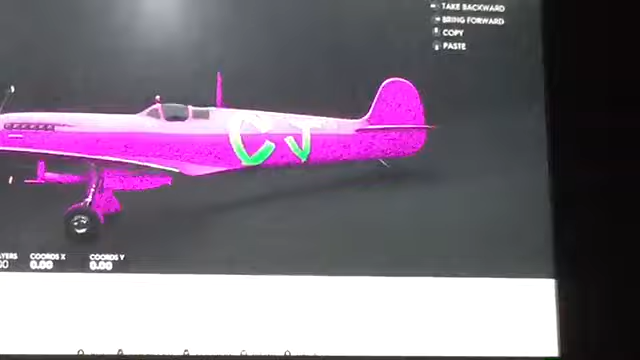 TAKE BACKWARD
BRING FORWARD
COPY
PASTE
CJ
COORDS X COORDS Y
0.00 0.00